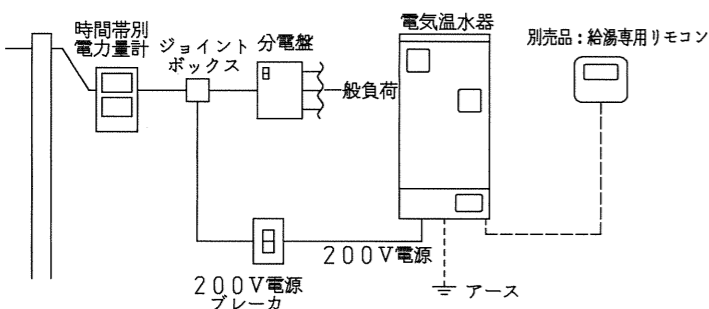 時間帯別
電力量計
ジョイント
ボックス
分電盤
一般負荷
電気温水器
別売品：給湯専用リモコン
200V電源
ブレーカ
200V電源
アース